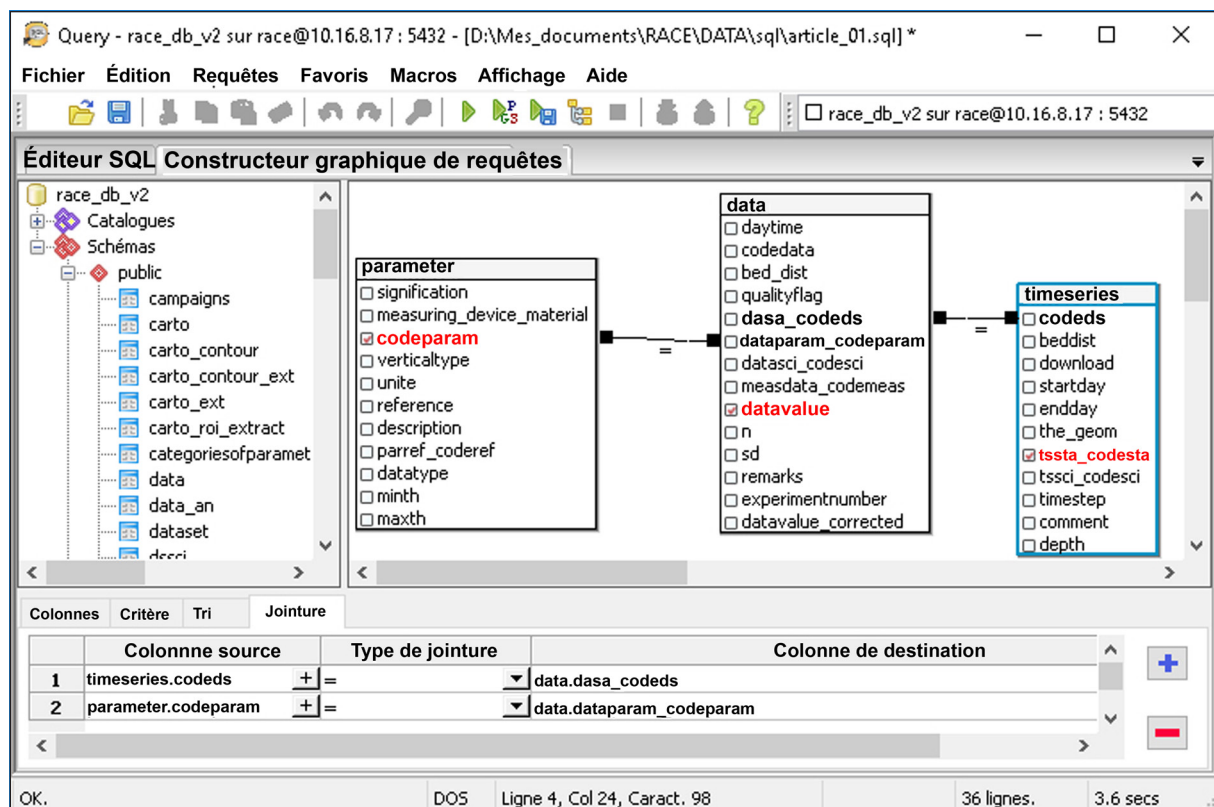 Query - race_db_v2 sur race@10.16.8.17 : 5432 - [D:\Mes_documents\RACE\DATA\sql\article_01.sql] *
Fichier Édition Requêtes Favoris Macros Affichage Aide
race_db_v2 sur race@10.16.8.17 : 5432
Éditeur SQL Constructeur graphique de requêtes
race_db_v2
Catalogues
Schémas
public
campaigns
carto
carto_contour
carto_contour_ext
carto_ext
carto_roi_extract
categoriesofparamet
data
data_an
dataset
dssci
parameter
signification
measuring_device_material
codeparam
verticaltype
unite
reference
description
parref_coderef
datatype
minth
maxth
=
data
daytime
codedata
bed_dist
qualityflag
dasa_codeds
dataparam_codeparam
datasci_codesci
measdata_codemeas
datavalue
n
sd
remarks
experimentnumber
datavalue_corrected
=
timeseries
codeds
beddist
download
startday
endday
the_geom
tssta_codesta
tssci_codesci
timestep
comment
depth
Colonnes Critère Tri Jointure
Colonnne source Type de jointure Colonne de destination
1 timeseries.codeds = data.dasa_codeds
2 parameter.codeparam = data.dataparam_codeparam
OK. DOS Ligne 4, Col 24, Caract. 98 36 lignes. 3.6 secs